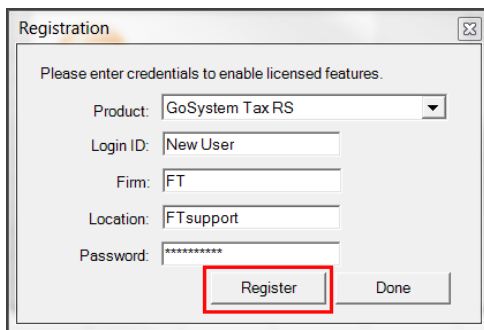 Registration
Please enter credentials to enable licensed features.
Product: GoSystem Tax RS
Login ID: New User
Firm: FT
Location: FTsupport
Password: **********
Register Done